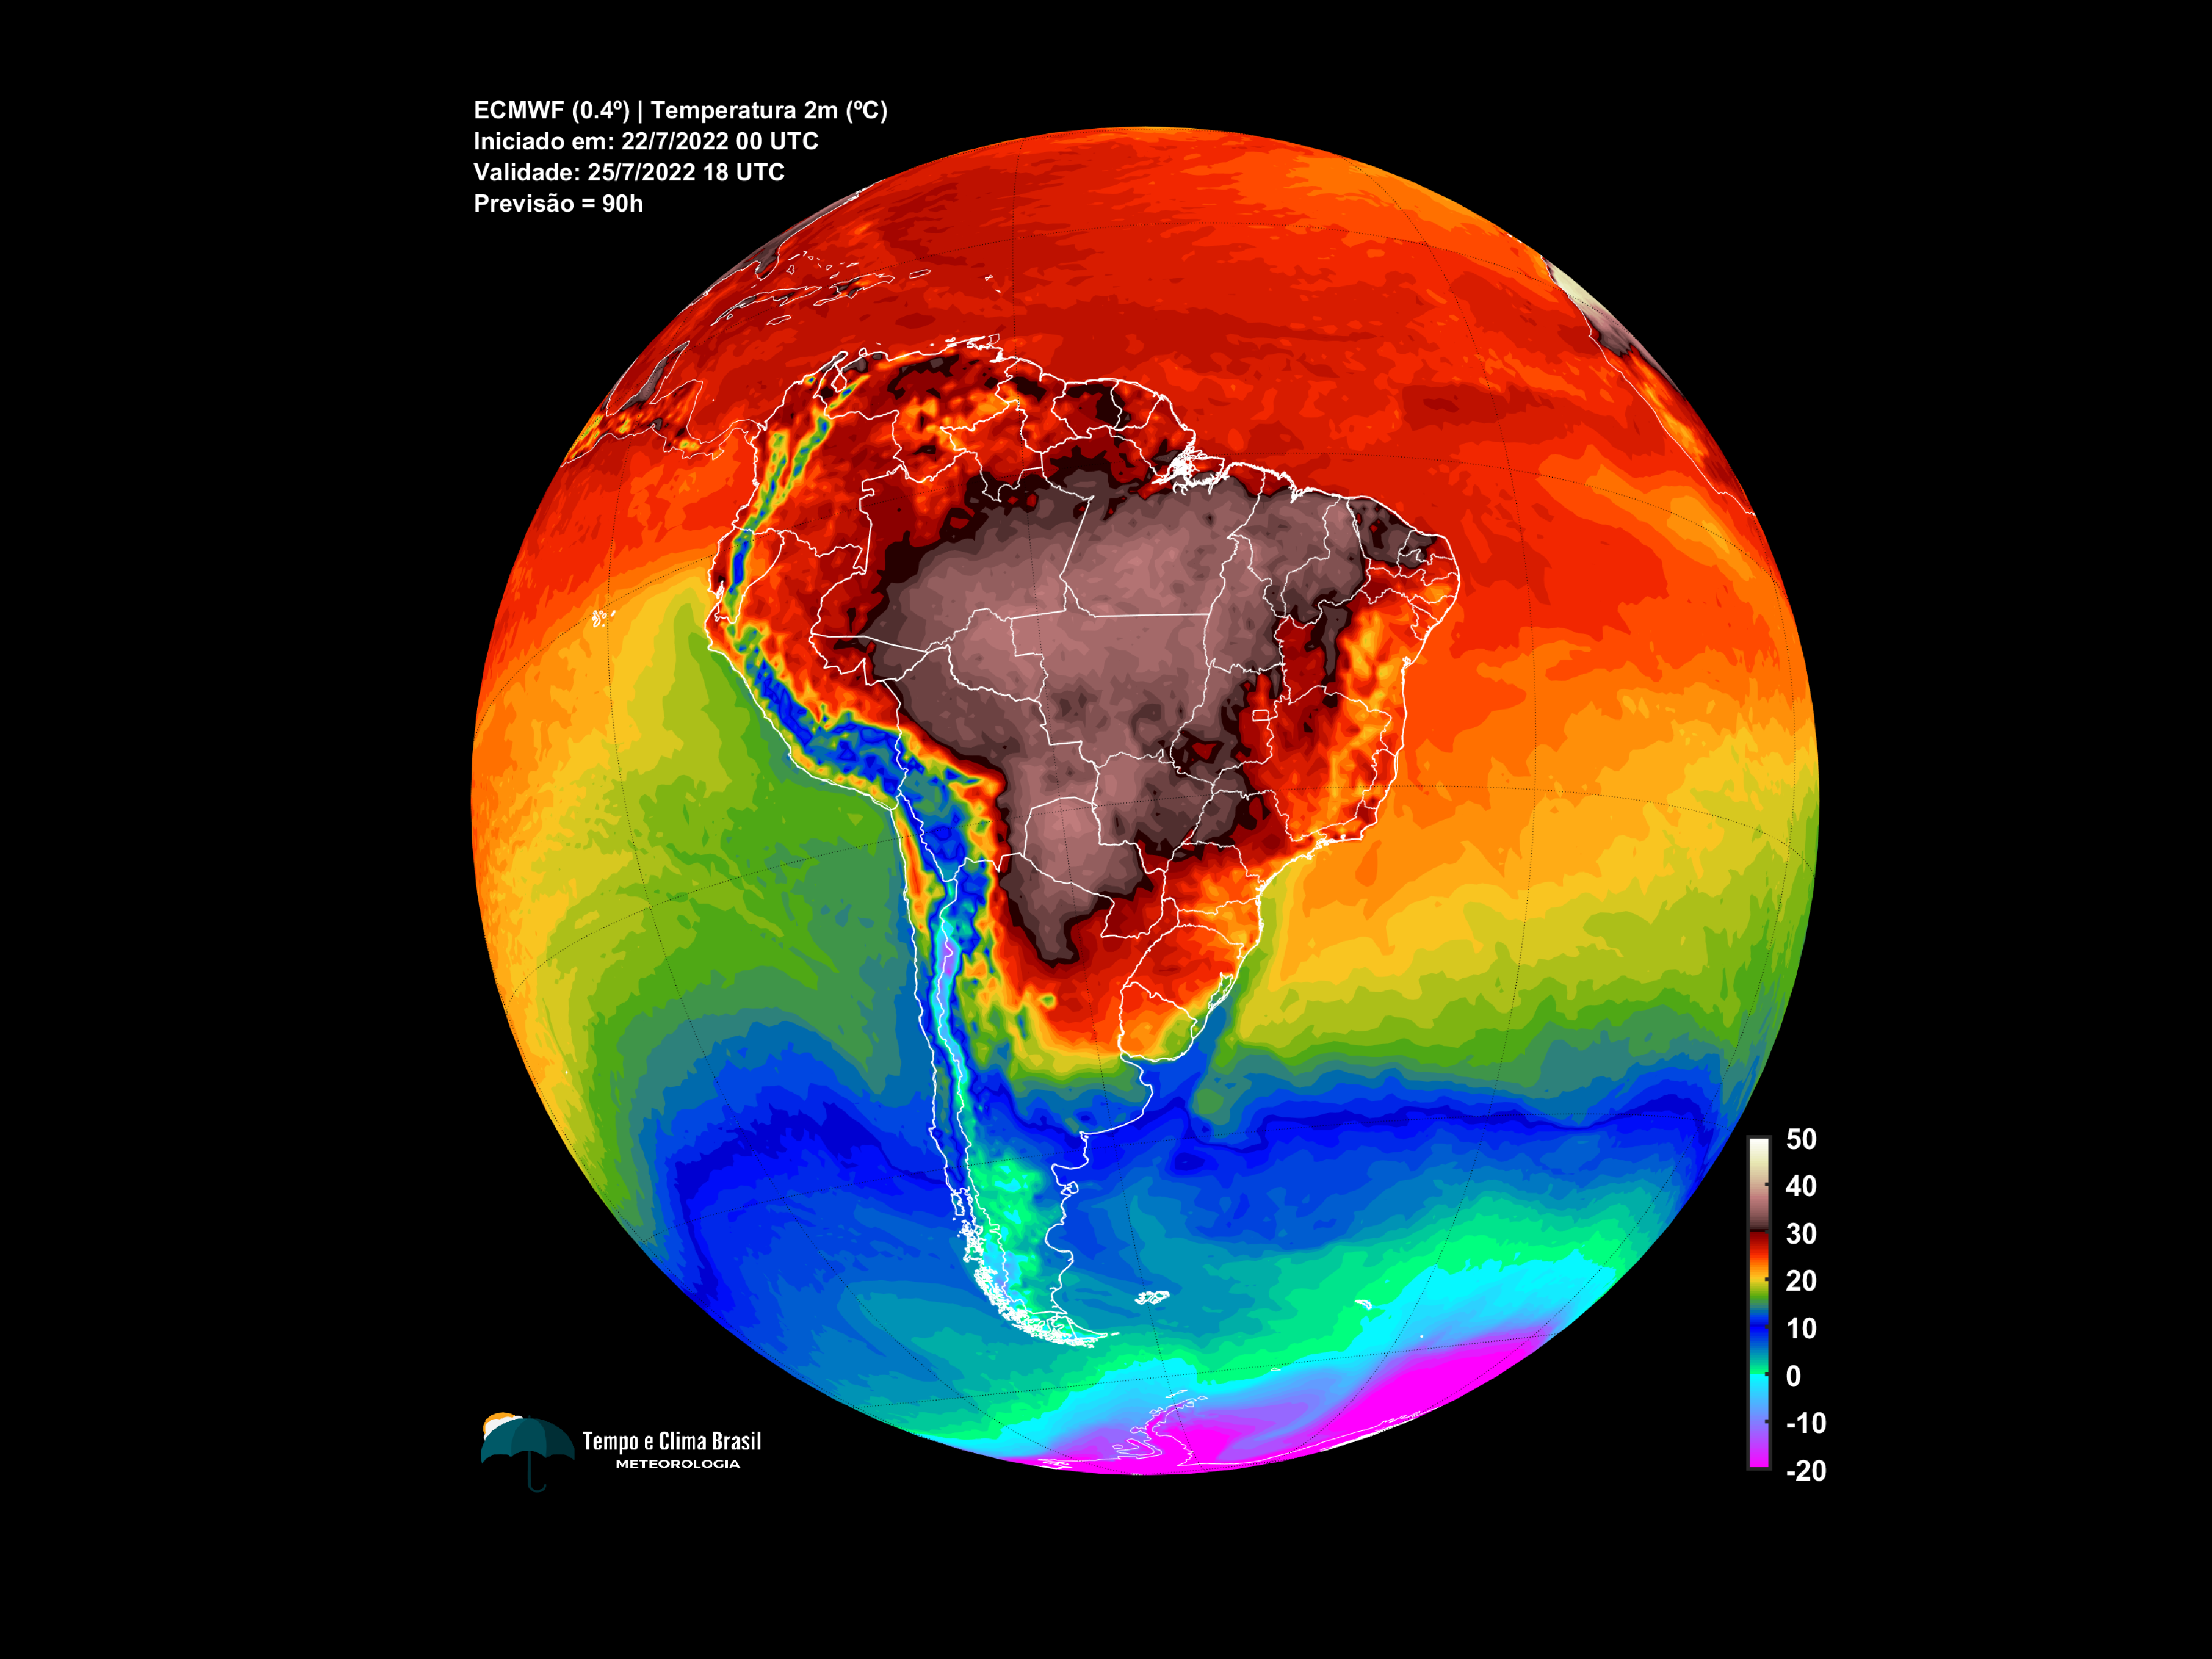 ECMWF (0.4º) | Temperatura 2m (ºC)
Iniciado em: 22/7/2022 00 UTC
Validade: 25/7/2022 18 UTC
Previsão = 90h
50
40
30
20
10
0
-10
-20
Tempo e Clima Brasil
METEOROLOGIA